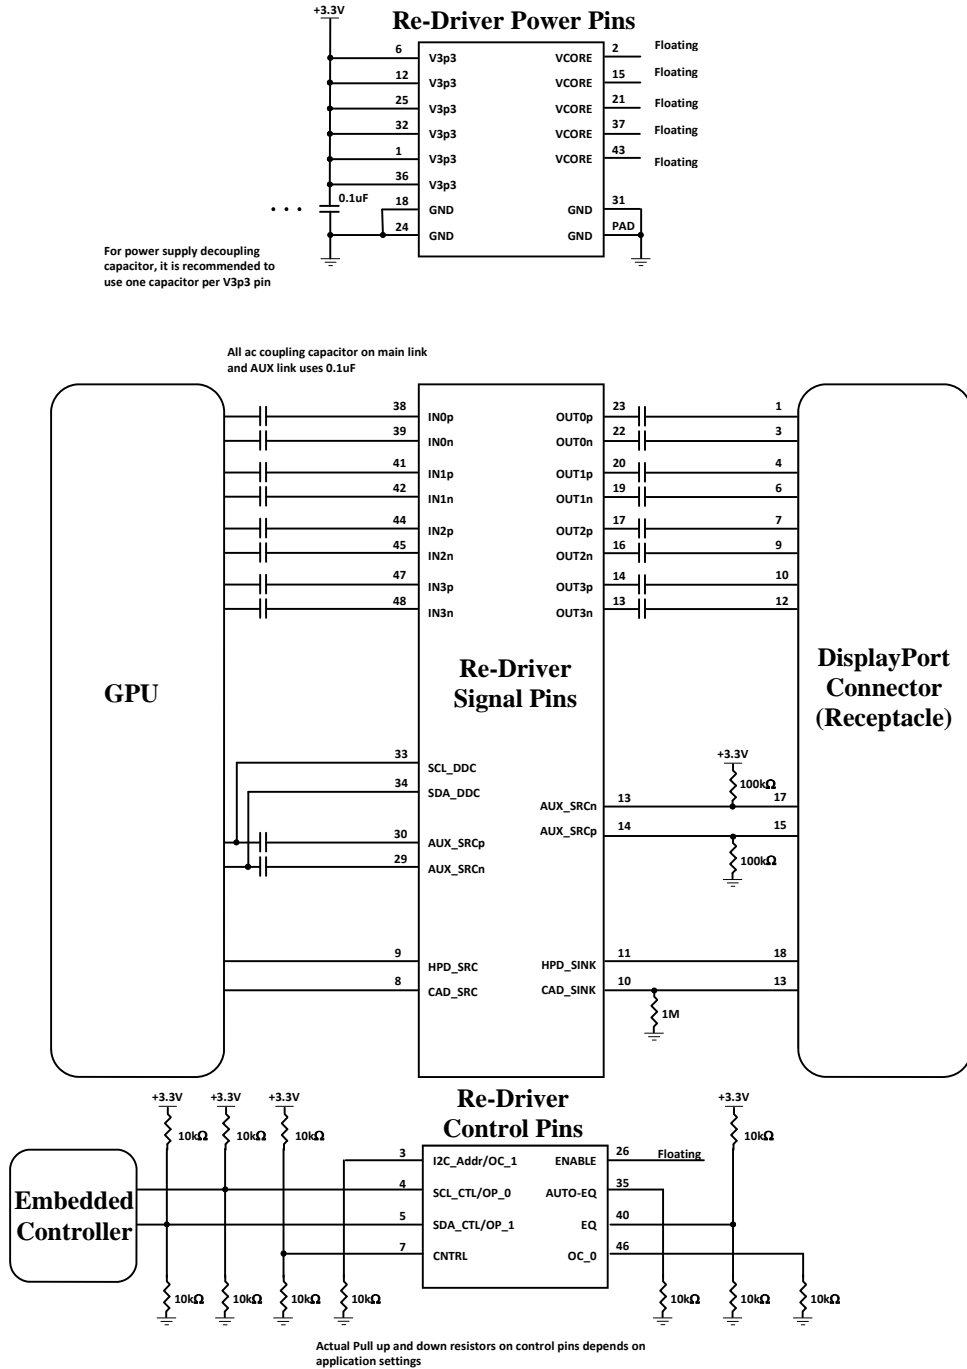 +3.3V
Re-Driver Power Pins
6 V3p3 VCORE 2 Floating
12 V3p3 VCORE 15 Floating
25 V3p3 VCORE 21 Floating
32 V3p3 VCORE 37 Floating
1 V3p3 VCORE 43 Floating
36 V3p3
. . . 0.1uF
18 GND GND 31
24 GND GND PAD
For power supply decoupling
capacitor, it is recommended to
use one capacitor per V3p3 pin
All ac coupling capacitor on main link
and AUX link uses 0.1uF
38 IN0p OUT0p 23 1
39 IN0n OUT0n 22 3
41 IN1p OUT1p 20 4
42 IN1n OUT1n 19 6
44 IN2p OUT2p 17 7
45 IN2n OUT2n 16 9
47 IN3p OUT3p 14 10
48 IN3n OUT3n 13 12
GPU
Re-Driver
Signal Pins
DisplayPort
Connector
(Receptacle)
33 SCL_DDC
34 SDA_DDC
+3.3V
100kΩ
AUX_SRCn 13 17
AUX_SRCp 14 15
100kΩ
30 AUX_SRCp
29 AUX_SRCn
9 HPD_SRC HPD_SINK 11 18
8 CAD_SRC CAD_SINK 10 13
1M
Re-Driver
Control Pins
+3.3V +3.3V +3.3V +3.3V
10kΩ 10kΩ 10kΩ 10kΩ
Embedded
Controller
3 I2C_Addr/OC_1 ENABLE 26 Floating
4 SCL_CTL/OP_0 AUTO-EQ 35
5 SDA_CTL/OP_1 EQ 40
7 CNTRL OC_0 46
10kΩ 10kΩ 10kΩ 10kΩ 10kΩ 10kΩ 10kΩ
Actual Pull up and down resistors on control pins depends on
application settings